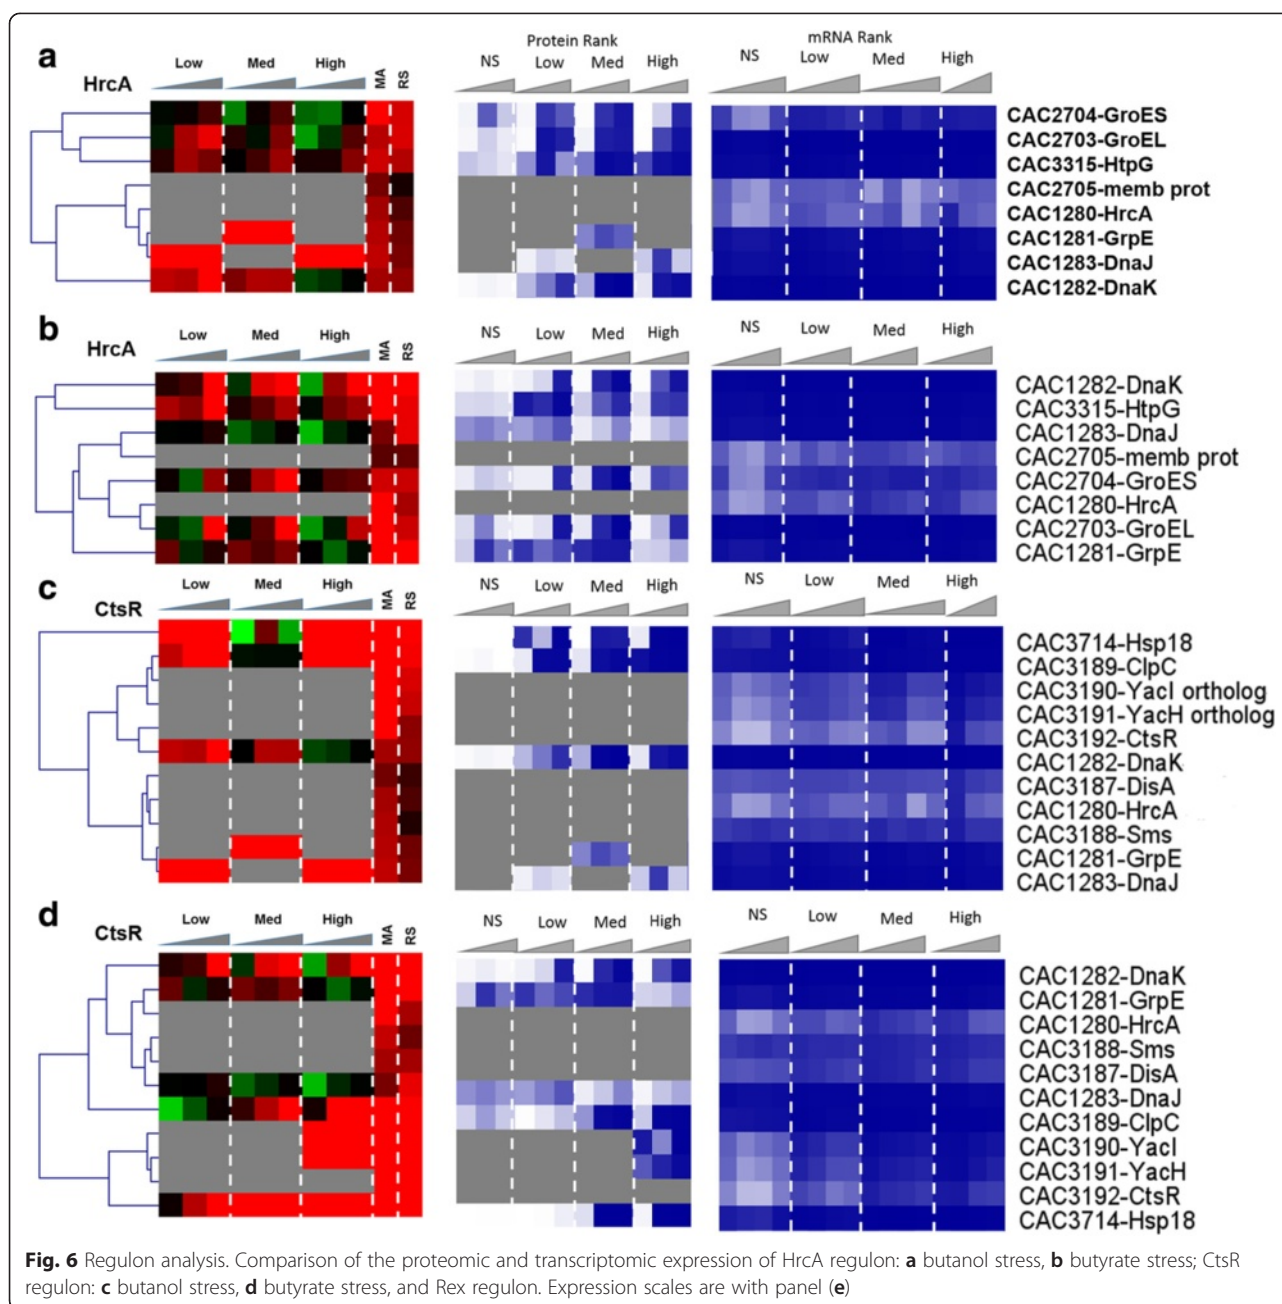 a
HrcA
Low Med High MA RS
Protein Rank
NS Low Med High
mRNA Rank
NS Low Med High
CAC2704-GroES
CAC2703-GroEL
CAC3315-HtpG
CAC2705-memb prot
CAC1280-HrcA
CAC1281-GrpE
CAC1283-DnaJ
CAC1282-DnaK
b
HrcA
Low Med High MA RS
NS Low Med High
NS Low Med High
CAC1282-DnaK
CAC3315-HtpG
CAC1283-DnaJ
CAC2705-memb prot
CAC2704-GroES
CAC1280-HrcA
CAC2703-GroEL
CAC1281-GrpE
c
CtsR
Low Med High MA RS
NS Low Med High
NS Low Med High
CAC3714-Hsp18
CAC3189-ClpC
CAC3190-YacI ortholog
CAC3191-YacH ortholog
CAC3192-CtsR
CAC1282-DnaK
CAC3187-DisA
CAC1280-HrcA
CAC3188-Sms
CAC1281-GrpE
CAC1283-DnaJ
d
CtsR
Low Med High MA RS
NS Low Med High
NS Low Med High
CAC1282-DnaK
CAC1281-GrpE
CAC1280-HrcA
CAC3188-Sms
CAC3187-DisA
CAC1283-DnaJ
CAC3189-ClpC
CAC3190-YacI
CAC3191-YacH
CAC3192-CtsR
CAC3714-Hsp18
Fig. 6 Regulon analysis. Comparison of the proteomic and transcriptomic expression of HrcA regulon: a butanol stress, b butyrate stress; CtsR
regulon: c butanol stress, d butyrate stress, and Rex regulon. Expression scales are with panel (e)